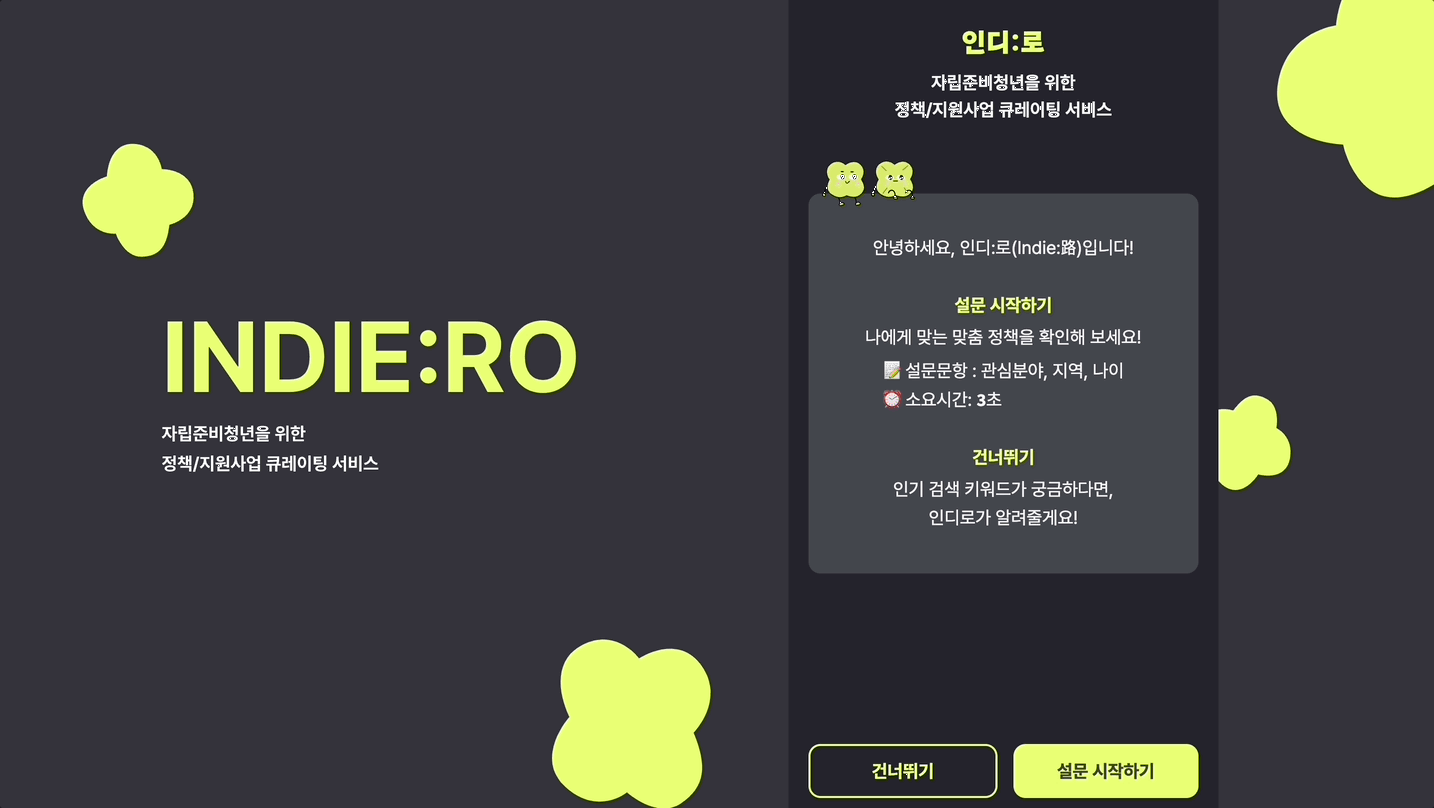 INDIE:RO
자립준비청년을 위한
정책/지원사업 큐레이팅 서비스
인디:로
자립준비청년을 위한
정책/지원사업 큐레이팅 서비스
안녕하세요, 인디:로(Indie:路)입니다!
설문 시작하기
나에게 맞는 맞춤 정책을 확인해 보세요!
📝 설문문항 : 관심분야, 지역, 나이
⏰ 소요시간: 3초
건너뛰기
인기 검색 키워드가 궁금하다면,
인디로가 알려줄게요!
건너뛰기
설문 시작하기